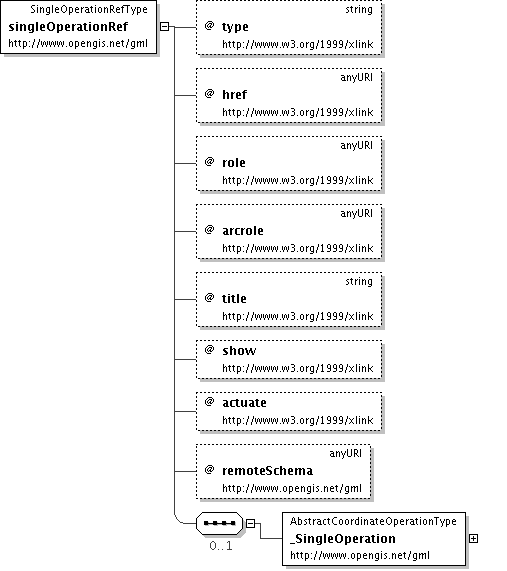 SingleOperationRefType
singleOperationRef
http://www.opengis.net/gml
string
@ type
http://www.w3.org/1999/xlink
anyURI
@ href
http://www.w3.org/1999/xlink
anyURI
@ role
http://www.w3.org/1999/xlink
anyURI
@ arcrole
http://www.w3.org/1999/xlink
string
@ title
http://www.w3.org/1999/xlink
@ show
http://www.w3.org/1999/xlink
@ actuate
http://www.w3.org/1999/xlink
anyURI
@ remoteSchema
http://www.opengis.net/gml
0..1
AbstractCoordinateOperationType
_SingleOperation
http://www.opengis.net/gml